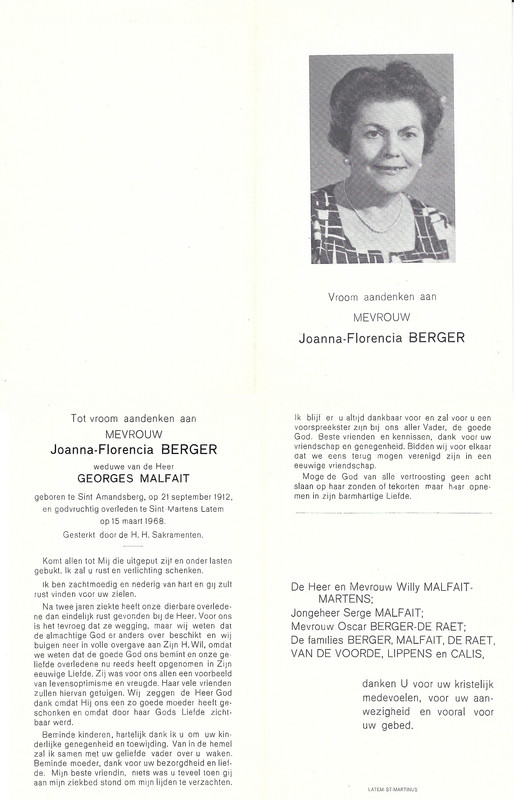 Vroom aandenken aan
MEVROUW
Joanna-Florencia BERGER
Tot vroom aandenken aan
MEVROUW
Joanna-Florencia BERGER
weduwe van de Heer
GEORGES MALFAIT
geboren te Sint Amandsberg, op 21 september 1912,
en godvruchtig overleden te Sint-Martens Latem
op 15 maart 1968.
Gesterkt door de H. H. Sakramenten.
Komt allen tot Mij die uitgeput zijt en onder lasten
gebukt. Ik zal u rust en verlichting schenken.
Ik ben zachtmoedig en nederig van hart en gij zult
rust vinden voor uw zielen.
Na twee jaren ziekte heeft onze dierbare overlede-
ne dan eindelijk rust gevonden bij de Heer. Voor ons
is het tevroeg dat ze wegging, maar wij weten dat
de almachtige God er anders over beschikt en wij
buigen neer in volle overgave aan Zijn H. Wil, omdat
we weten dat de goede God ons bemint en onze ge-
liefde overledene nu reeds heeft opgenomen in Zijn
eeuwige Liefde. Zij was voor ons allen een voorbeeld
van levensoptimisme en vreugde. Haar vele vrienden
zullen hiervan getuigen. Wij zeggen de Heer God
dank omdat Hij ons een zo goede moeder heeft ge-
schonken en omdat door haar Gods Liefde zicht-
baar werd.
Beminde kinderen, hartelijk dank ik u om uw kin-
derlijke genegenheid en toewijding. Van in de hemel
zal ik samen met uw geliefde vader over u waken.
Beminde moeder, dank voor uw bezorgdheid en lief-
de. Mijn beste vriendin, niets was u teveel toen gij
aan mijn ziekbed stond om mijn lijden te verzachten.
Ik blijf er u altijd dankbaar voor en zal voor u een
voorspreekster zijn bij ons aller Vader, de goede
God. Beste vrienden en kennissen, dank voor uw
vriendschap en genegenheid. Bidden wij voor elkaar
dat we eens terug mogen verenigd zijn in een
eeuwige vriendschap.
Moge de God van alle vertroosting geen acht
slaan op haar zonden of tekorten maar haar opne-
men in zijn barmhartige Liefde.
De Heer en Mevrouw Willy MALFAIT-
MARTENS;
Jongeheer Serge MALFAIT;
Mevrouw Oscar BERGER-DE RAET;
De families BERGER, MALFAIT, DE RAET,
VAN DE VOORDE, LIPPENS en CALIS,
danken U voor uw kristelijk
medevoelen, voor uw aan-
wezigheid en vooral voor
uw gebed.
LATEM ST-MARTINUS